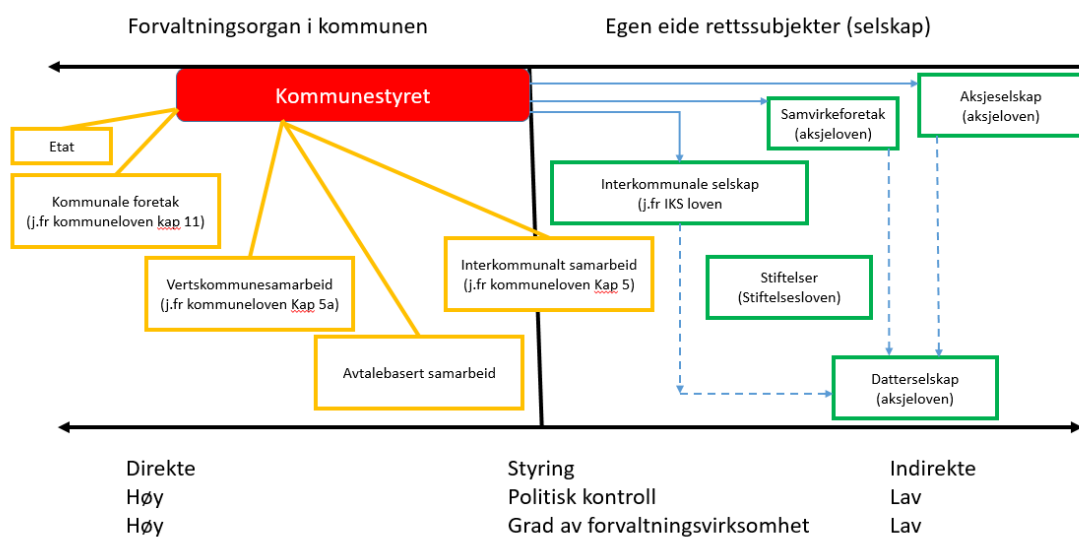 Forvaltningsorgan i kommunen
Egen eide rettssubjekter (selskap)
Kommunestyret
Aksjeselskap
(aksjeloven)
Samvirkeforetak
(aksjeloven)
Etat
Kommunale foretak
(j.fr kommuneloven kap 11)
Interkommunale selskap
(j.fr IKS loven
Vertskommunesamarbeid
(j.fr kommuneloven Kap 5a)
Interkommunalt samarbeid
(j.fr kommuneloven Kap 5)
Stiftelser
(Stiftelsesloven)
Avtalebasert samarbeid
Datterselskap
(aksjeloven)
Direkte
Høy
Høy
Styring
Politisk kontroll
Grad av forvaltningsvirksomhet
Indirekte
Lav
Lav